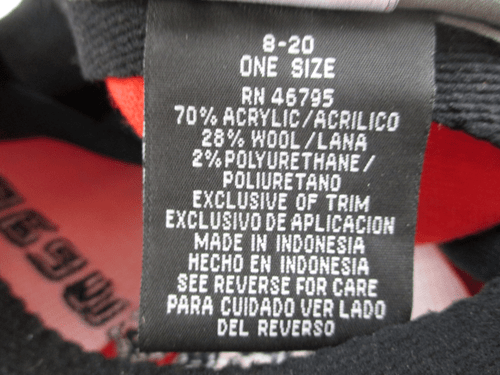 8-20
ONE SIZE
RN 46795
70% ACRYLIC/ACRILICO
28% WOOL/LANA
2% POLYURETHANE/
POLIURETANO
EXCLUSIVE OF TRIM
EXCLUSIVO DE APLICACION
MADE IN INDONESIA
HECHO EN INDONESIA
SEE REVERSE FOR CARE
PARA CUIDADO VER LADO
DEL REVERSO